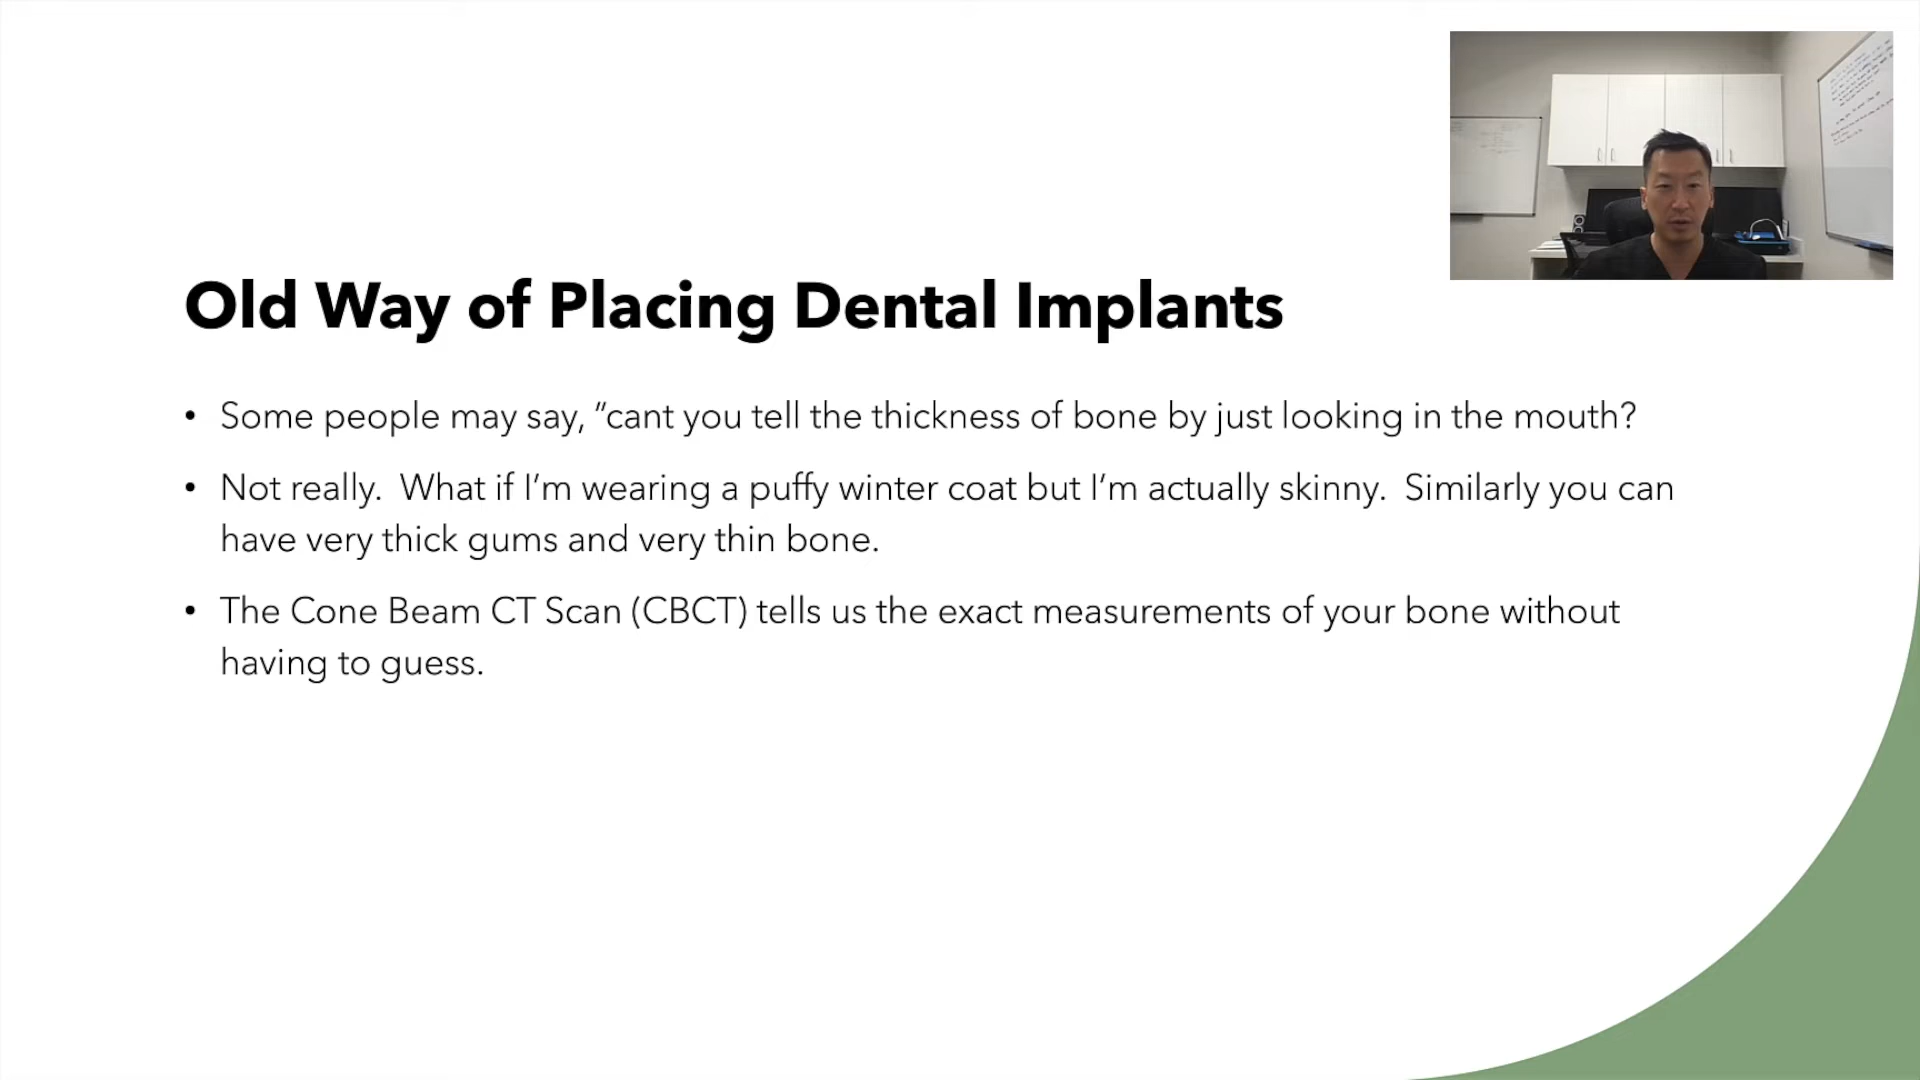 Old Way of Placing Dental Implants
• Some people may say, ”cant you tell the thickness of bone by just looking in the mouth?
• Not really.  What if I’m wearing a puffy winter coat but I’m actually skinny.  Similarly you can
have very thick gums and very thin bone.
• The Cone Beam CT Scan (CBCT) tells us the exact measurements of your bone without
having to guess.